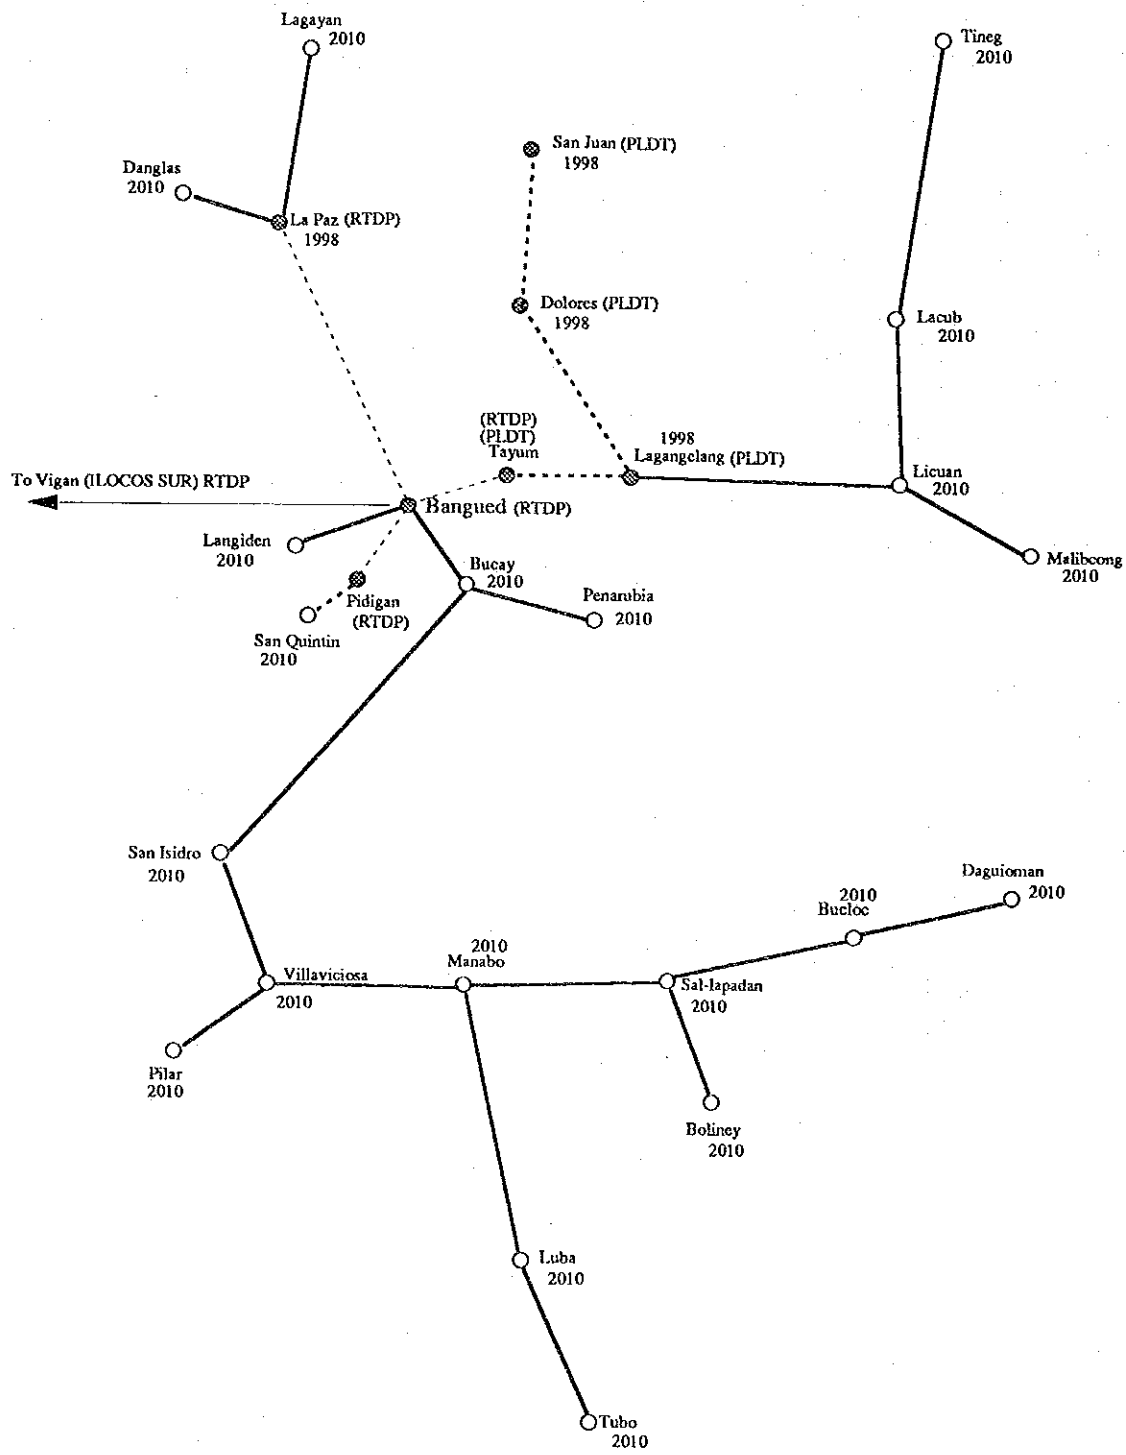 Lagayan
2010
Tineg
2010
San Juan (PLDT)
1998
Danglas
2010
La Paz (RTDP)
1998
Dolores (PLDT)
1998
Lacub
2010
(RTDP)
(PLDT)
Tayum
1998
Lagangelang (PLDT)
Licuan
2010
To Vigan (ILOCOS SUR) RTDP
Bangued (RTDP)
Langiden
2010
Malibcong
2010
Bucay
2010
Penarubia
2010
Pidigan
(RTDP)
San Quintin
2010
San Isidro
2010
Daguioman
2010
2010
Bucloc
2010
Manabo
Villaviciosa
2010
Sal-lapadan
2010
Pilar
2010
Boliney
2010
Luba
2010
Tubo
2010